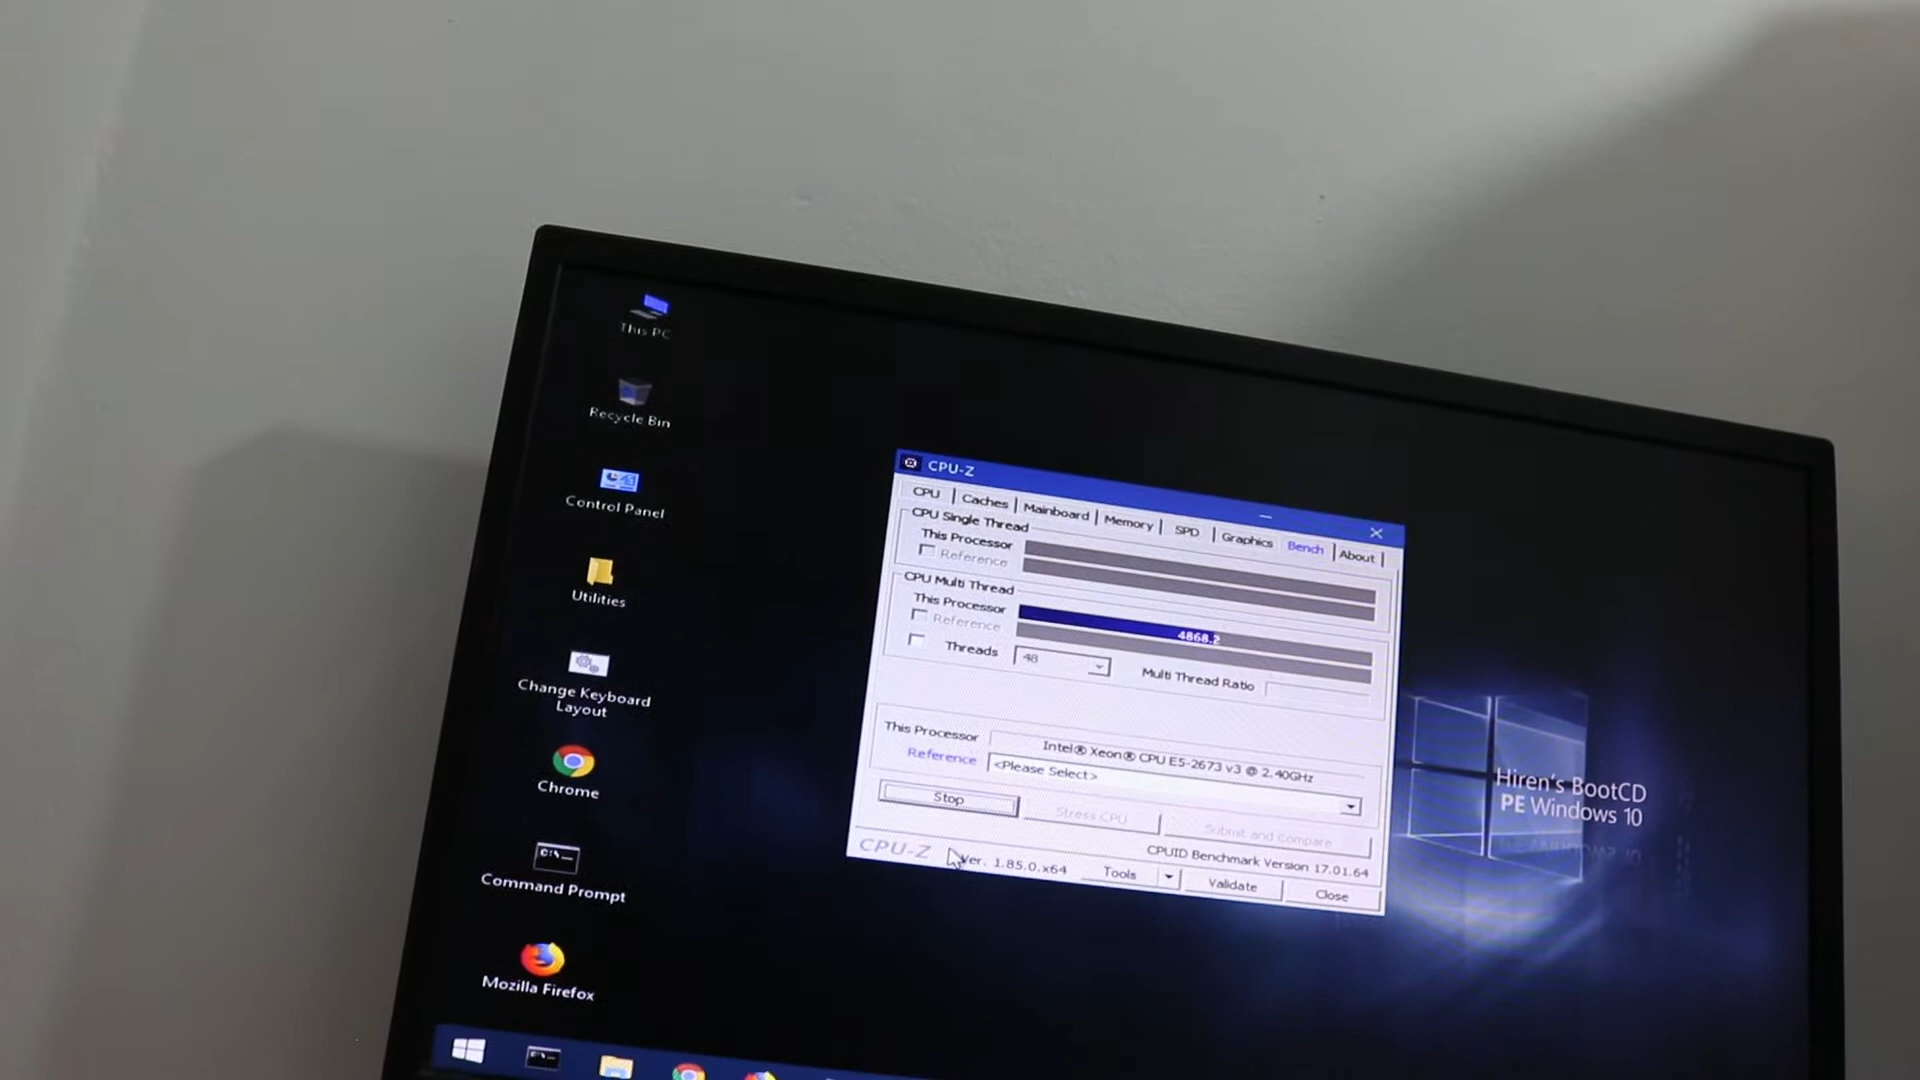 This PC
Recycle Bin
Control Panel
Utilities
Change Keyboard
Layout
Chrome
C:\_
Command Prompt
Mozilla Firefox
CPU-Z
CPU
Caches
Mainboard
Memory
SPD
Graphics
Bench
About
CPU Single Thread
This Processor
Reference
CPU Multi Thread
This Processor
4868.2
Reference
Threads
48
Multi Thread Ratio
This Processor
Intel® Xeon® CPU E5-2673 v3 @ 2.40GHz
Reference
<Please Select>
Stop
Stress CPU
Submit and Compare
CPUID Benchmark Version 17.01.64
CPU-Z
Ver. 1.85.0.x64
Tools
Validate
Close
Hiren's BootCD
PE Windows 10